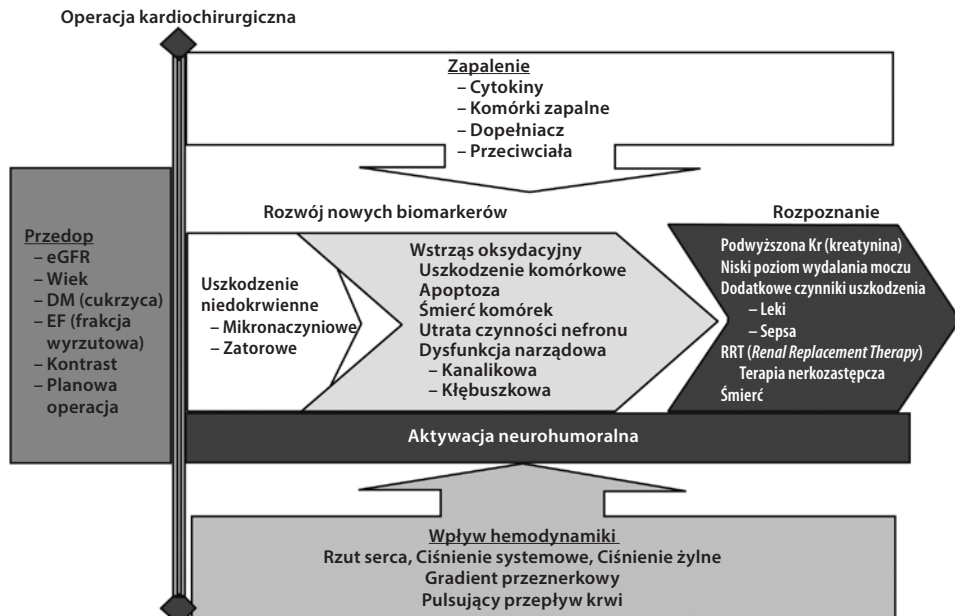 Operacja kardiochirurgiczna
Zapalenie
– Cytokiny
– Komórki zapalne
– Dopełniacz
– Przeciwciała
Przedop
– eGFR
– Wiek
– DM (cukrzyca)
– EF (frakcja
wyrzutowa)
– Kontrast
– Planowa
operacja
Rozwój nowych biomarkerów
Uszkodzenie
niedokrwienne
– Mikronaczyniowe
– Zatorowe
Wstrząs oksydacyjny
Uszkodzenie komórkowe
Apoptoza
Śmierć komórek
Utrata czynności nefronu
Dysfunkcja narządowa
– Kanalikowa
– Kłębuszkowa
Rozpoznanie
Podwyższona Kr (kreatynina)
Niski poziom wydalania moczu
Dodatkowe czynniki uszkodzenia
– Leki
– Sepsa
RRT (Renal Replacement Therapy)
Terapia nerkozastępcza
Śmierć
Aktywacja neurohumoralna
Wpływ hemodynamiki
Rzut serca, Ciśnienie systemowe, Ciśnienie żylne
Gradient przeznerkowy
Pulsujący przepływ krwi